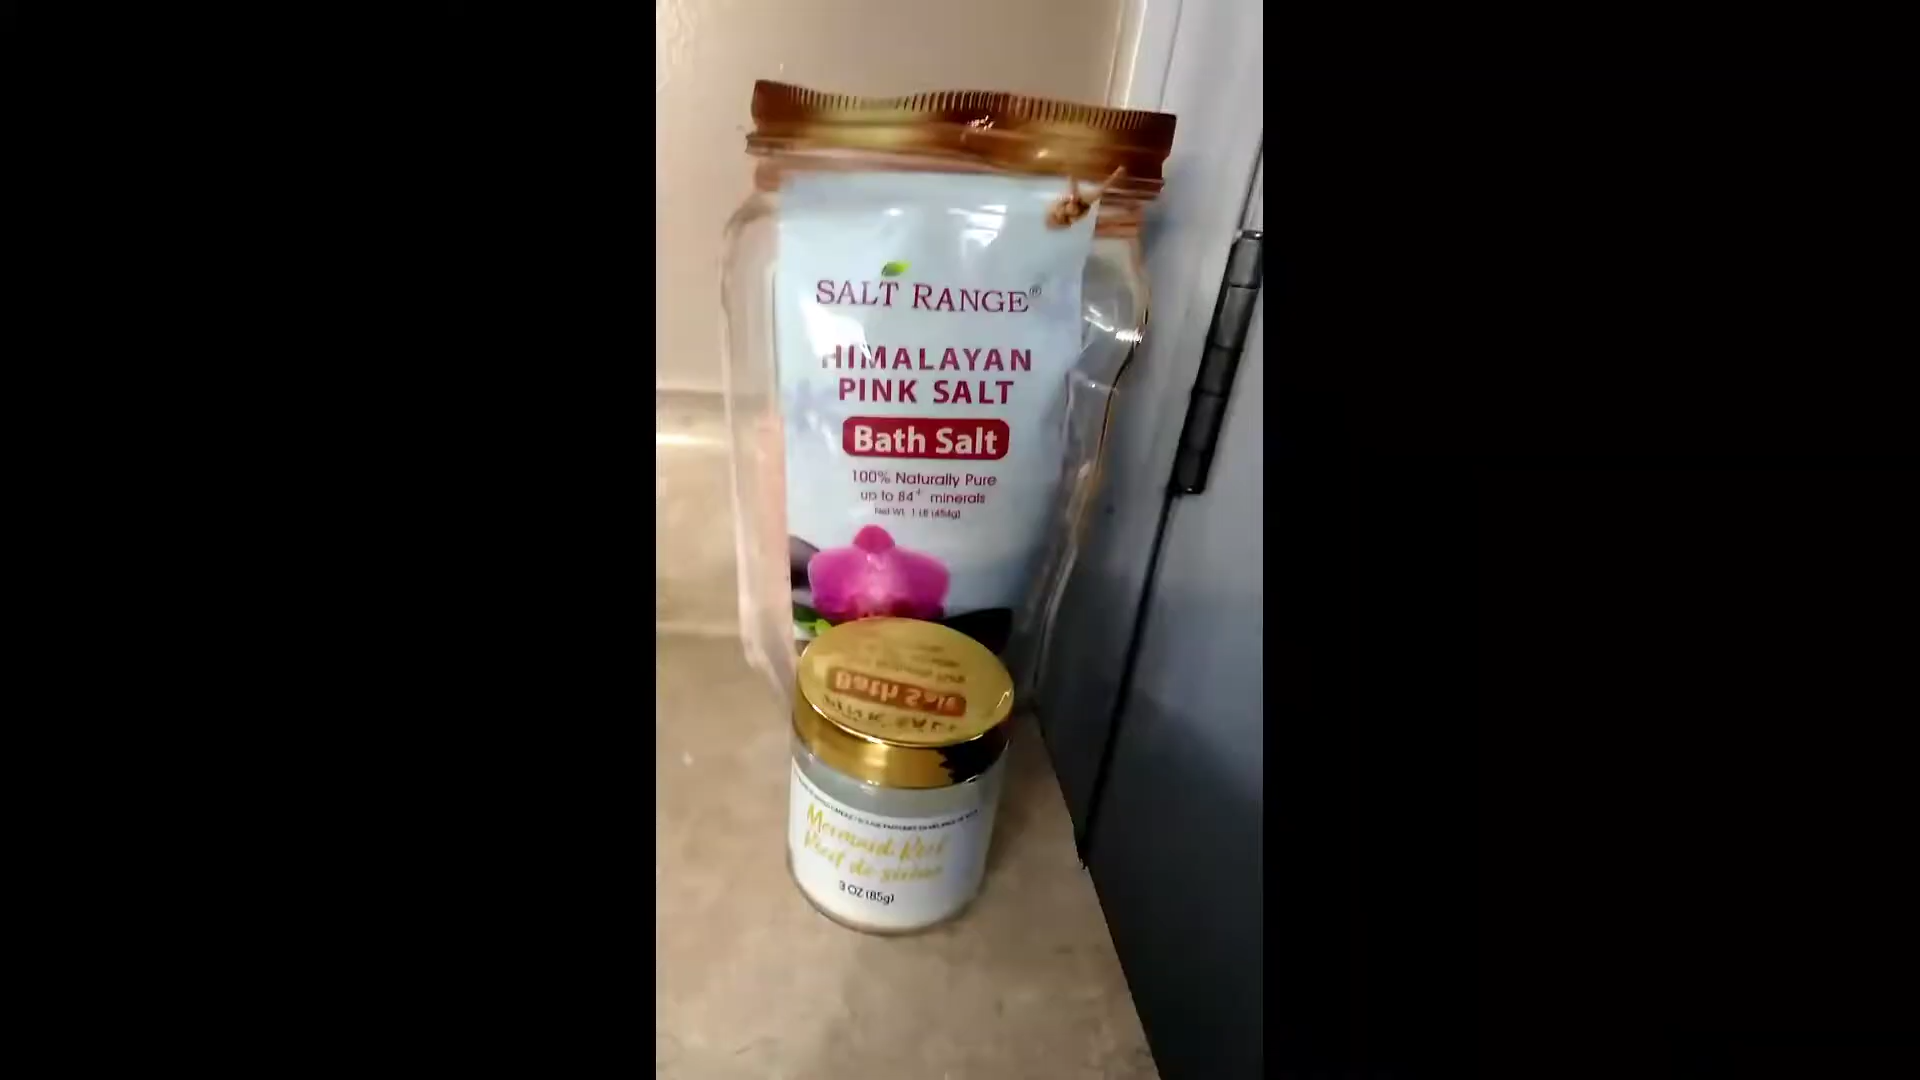 SALT RANGE®
HIMALAYAN
PINK SALT
Bath Salt
100% Naturally Pure
up to 84+ minerals
Net Wt. 1 LB (454g)
Bath Salt
Mermaid Reef
Récif de sirène
3 OZ (85g)